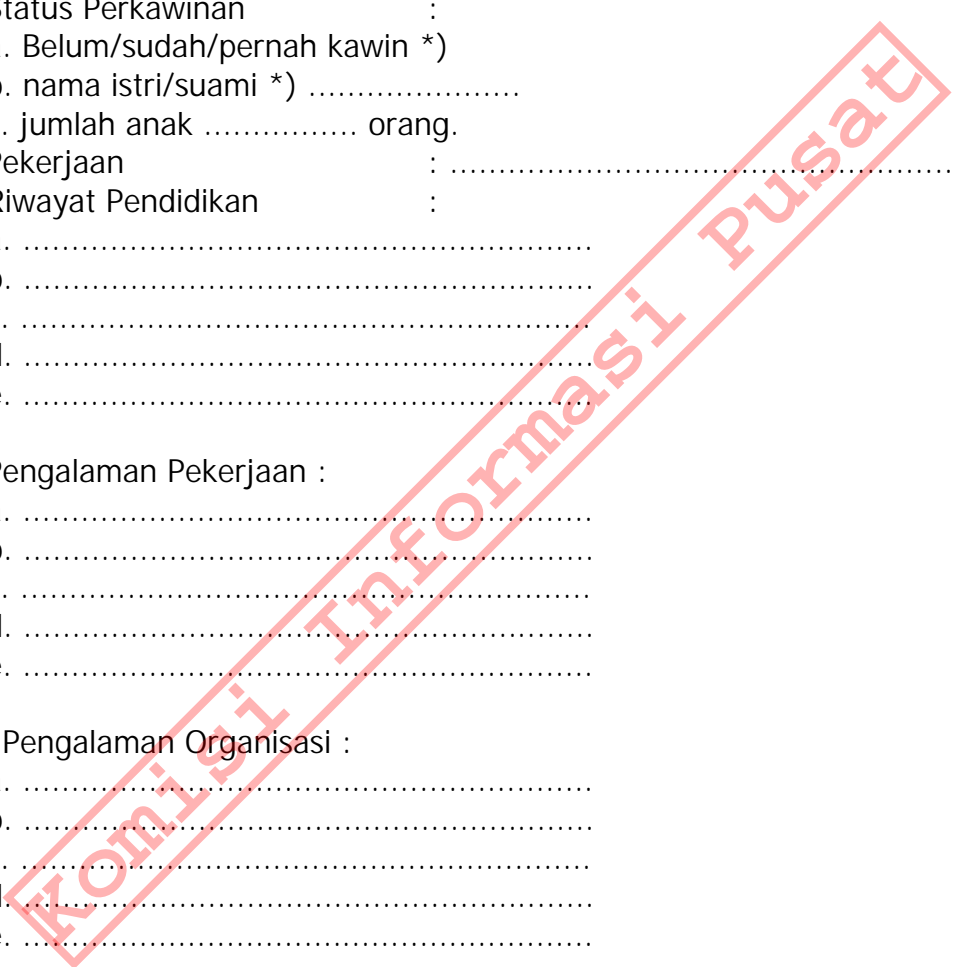 Status Perkawinan :
. Belum/sudah/pernah kawin *)
. nama istri/suami *) ......................
. jumlah anak ................ orang.
Pekerjaan : ....................................................
Riwayat Pendidikan :
. ...........................................................
. ...........................................................
. ...........................................................
. ...........................................................
e. ...........................................................
Pengalaman Pekerjaan :
. ...........................................................
. ...........................................................
. ...........................................................
. ...........................................................
e. ...........................................................
Pengalaman Organisasi :
. ...........................................................
. ...........................................................
. ...........................................................
. ...........................................................
e. ...........................................................
Komisi Informasi Pusat